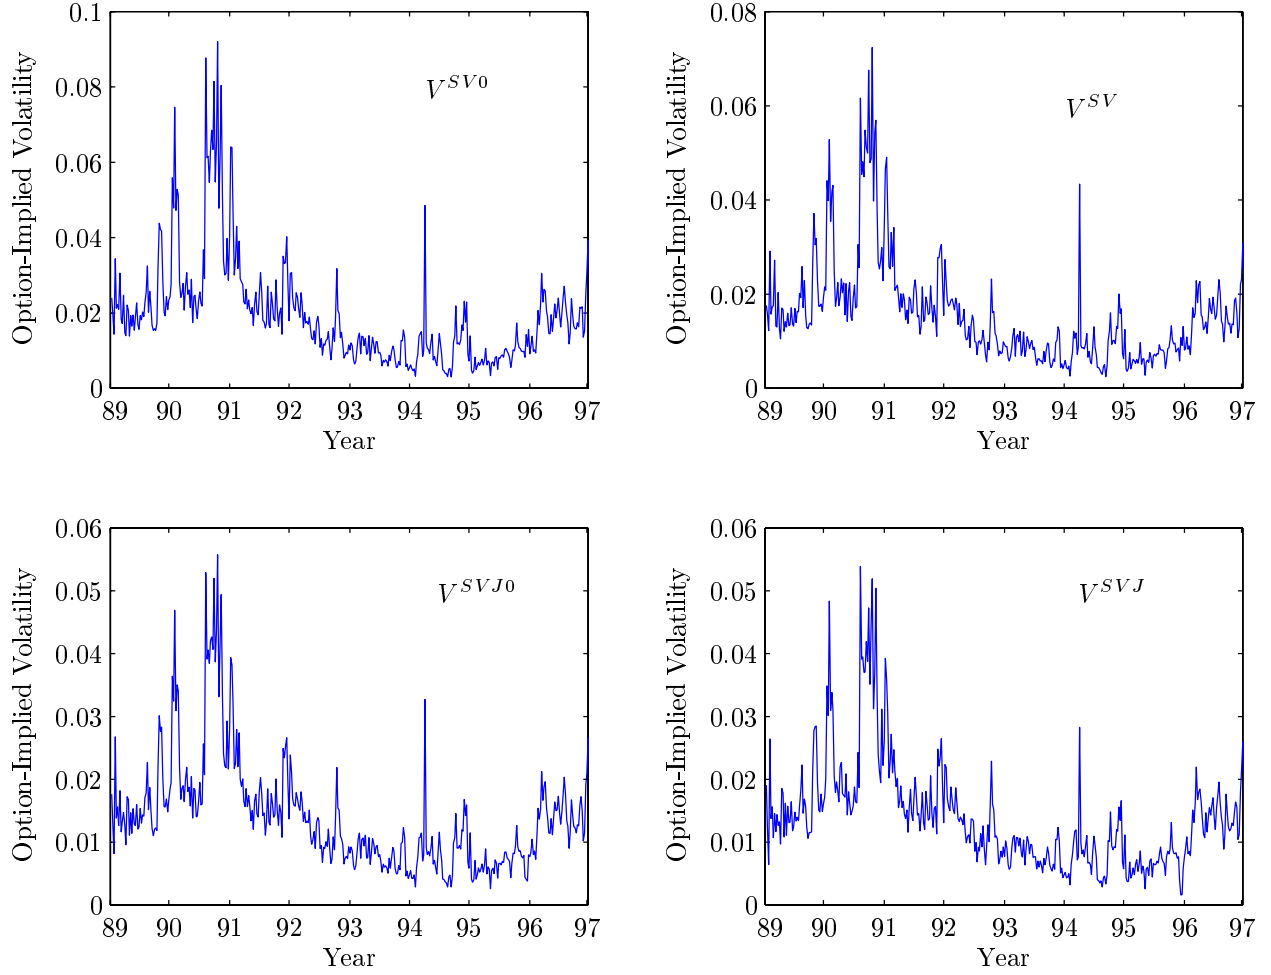 0.1
0.08
0.06
0.04
0.02
0
Option-Implied Volatility
V^{SV0}
89 90 91 92 93 94 95 96 97
Year
0.08
0.06
0.04
0.02
0
Option-Implied Volatility
V^{SV}
89 90 91 92 93 94 95 96 97
Year
0.06
0.05
0.04
0.03
0.02
0.01
0
Option-Implied Volatility
V^{SVJ0}
89 90 91 92 93 94 95 96 97
Year
0.06
0.05
0.04
0.03
0.02
0.01
0
Option-Implied Volatility
V^{SVJ}
89 90 91 92 93 94 95 96 97
Year